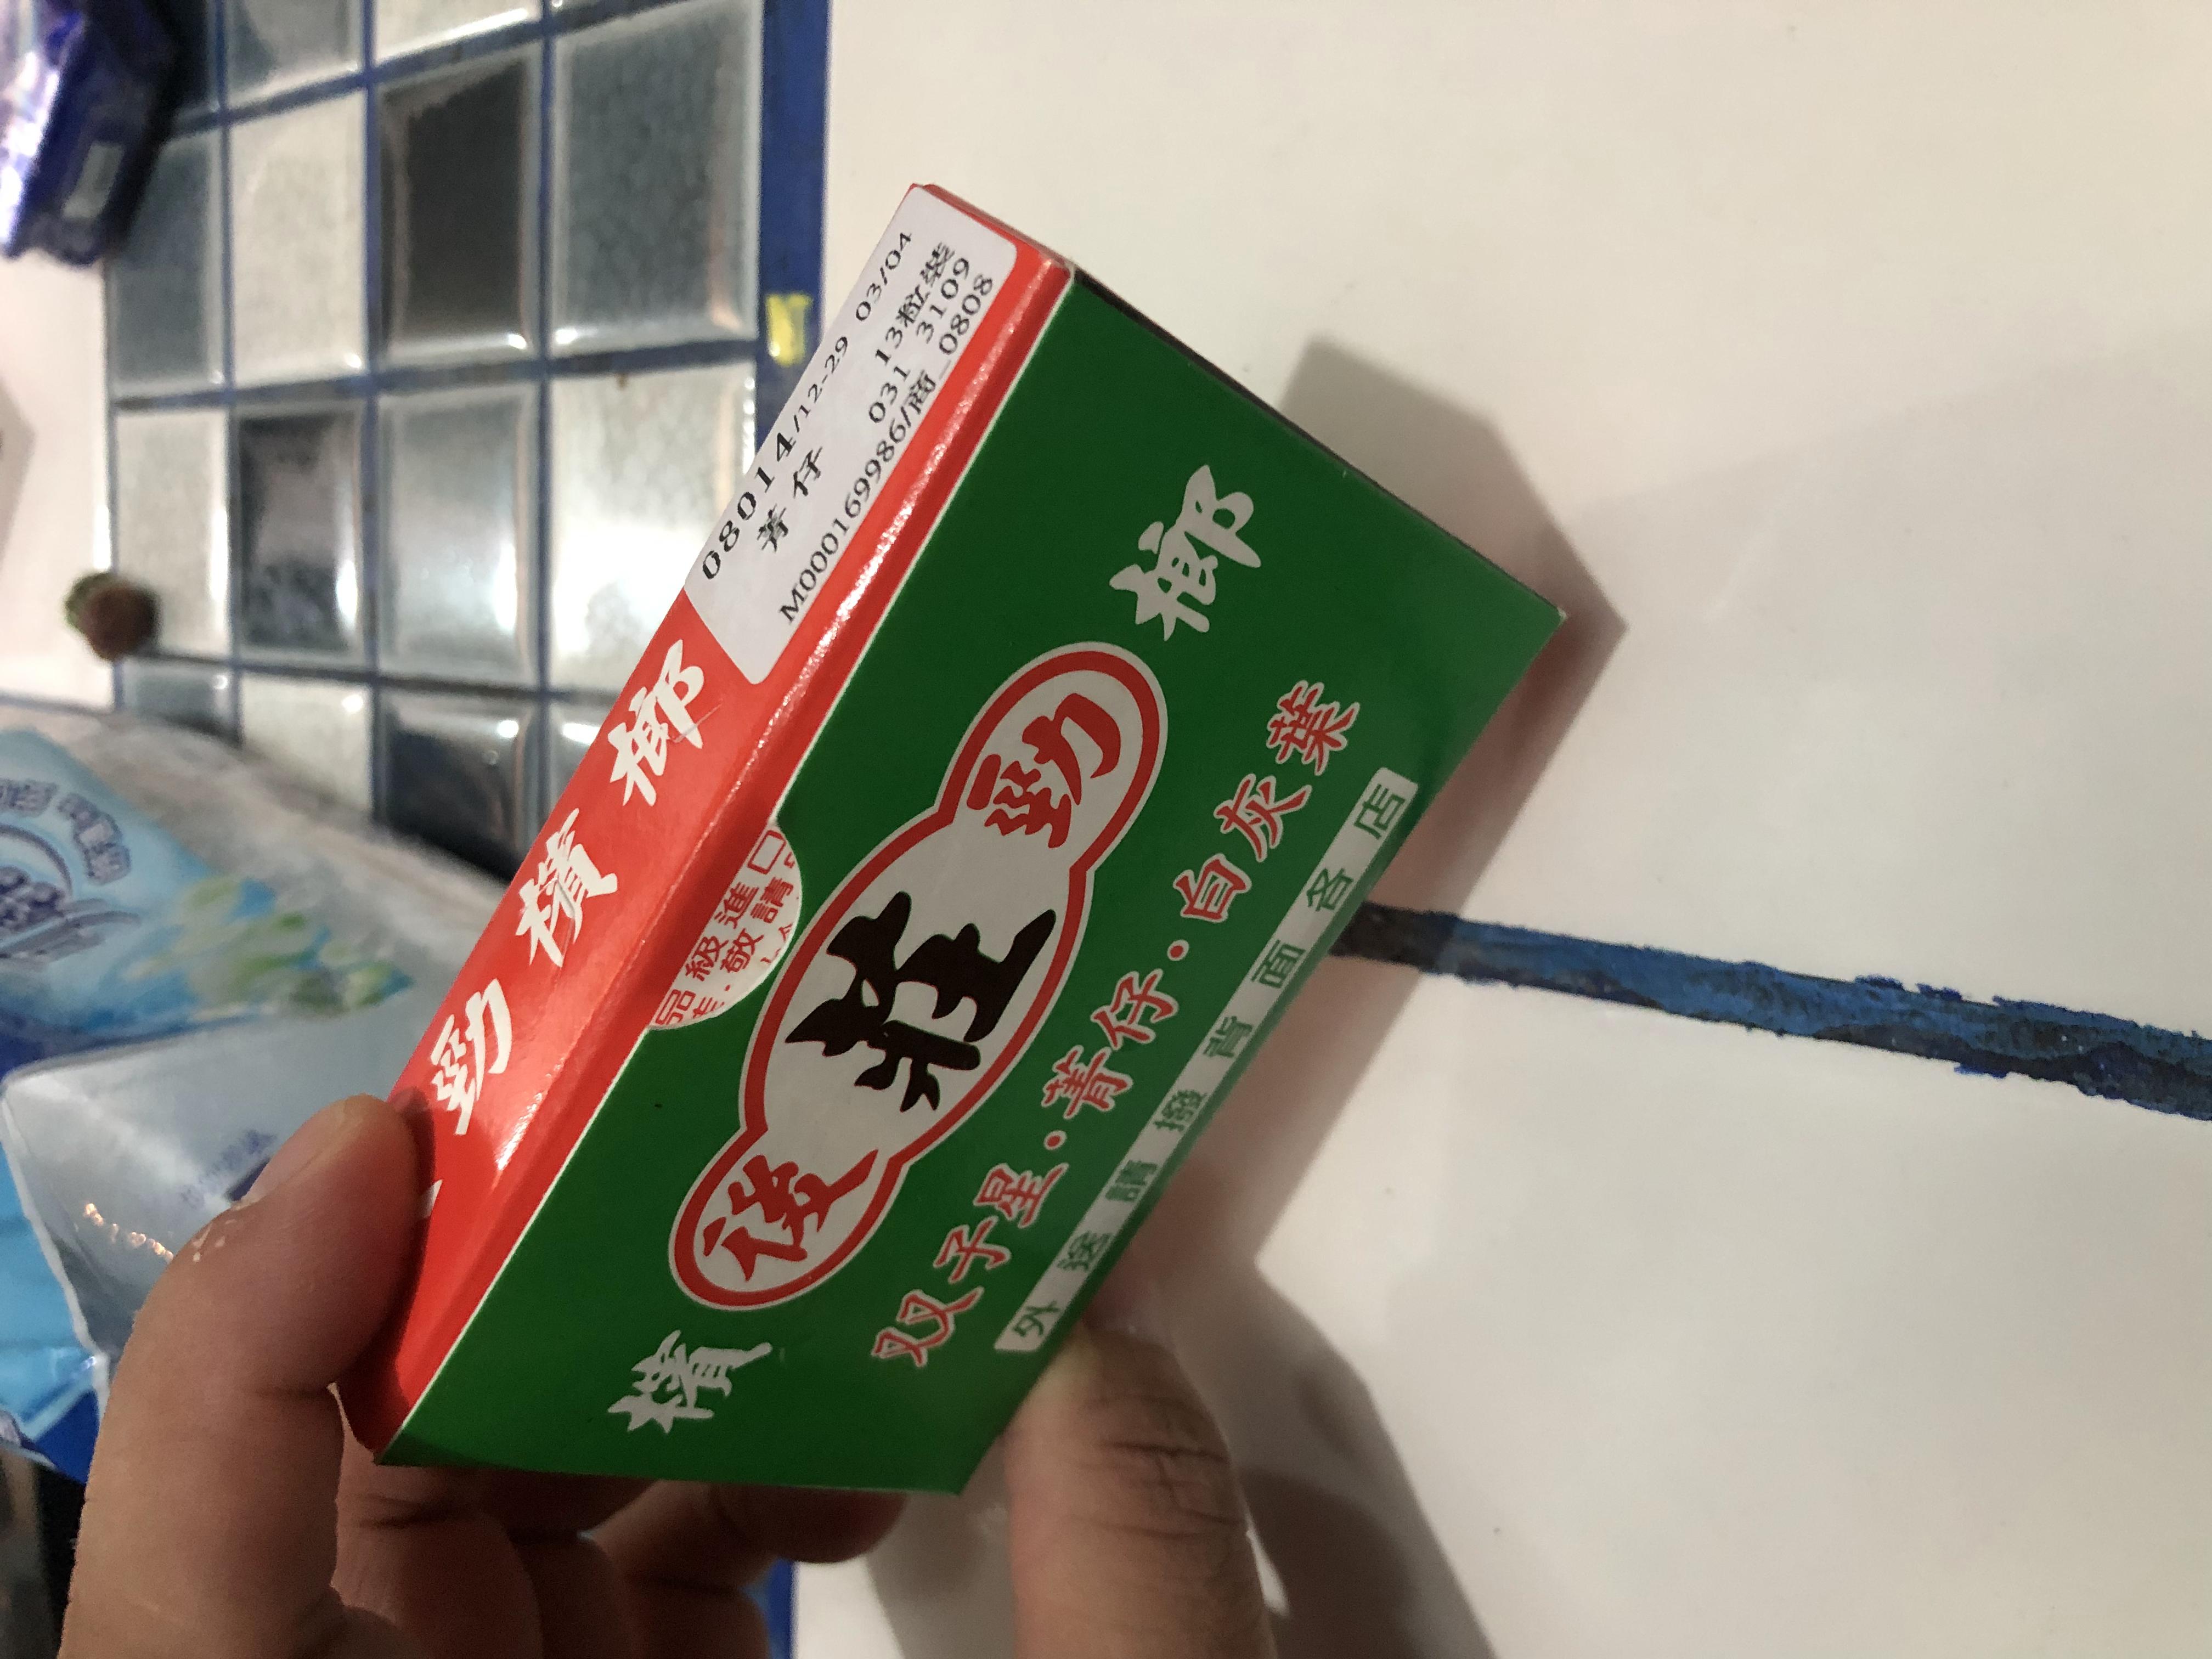 08014/12-29 03/04
菁仔 13粒裝
031 3109
M000169986/商_0808
勁檳榔
品級進口
售.敬請
檳 後壯勁 榔
双子星·菁仔·白灰葉
外送請撥背面各店